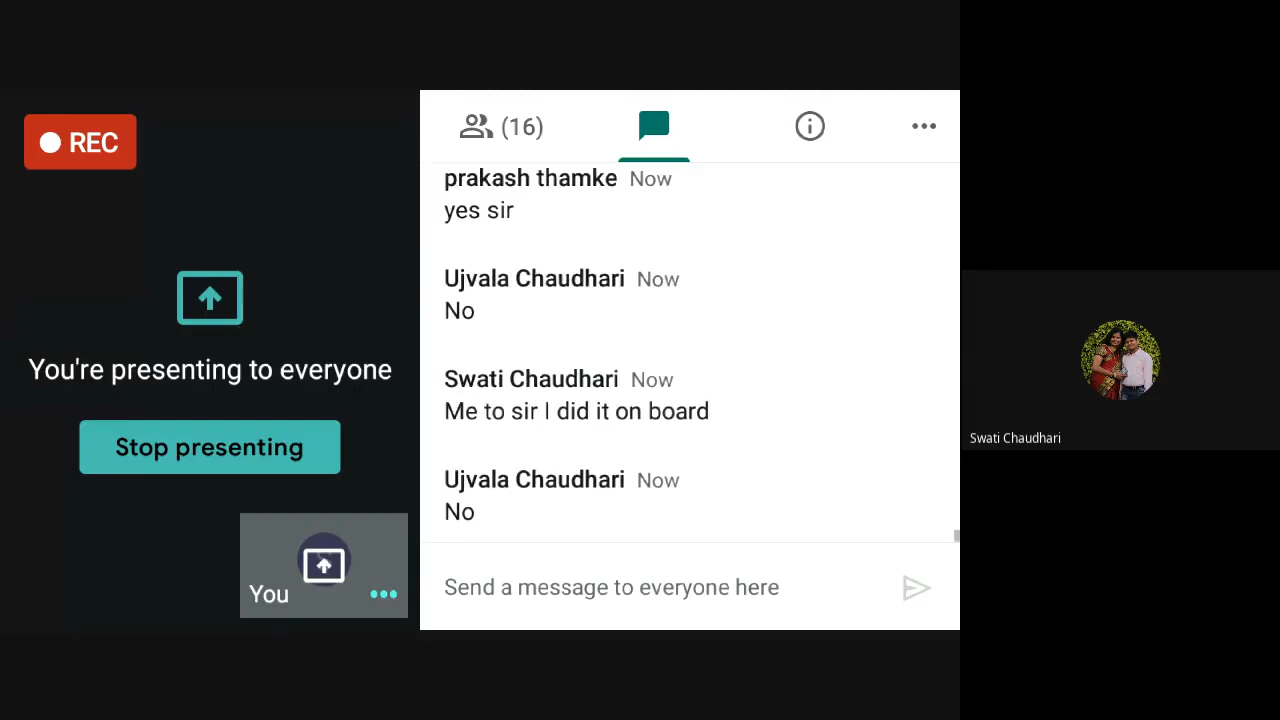 REC
You're presenting to everyone
Stop presenting
You
(16)
prakash thamke Now
yes sir
Ujvala Chaudhari Now
No
Swati Chaudhari Now
Me to sir I did it on board
Ujvala Chaudhari Now
No
Send a message to everyone here
Swati Chaudhari